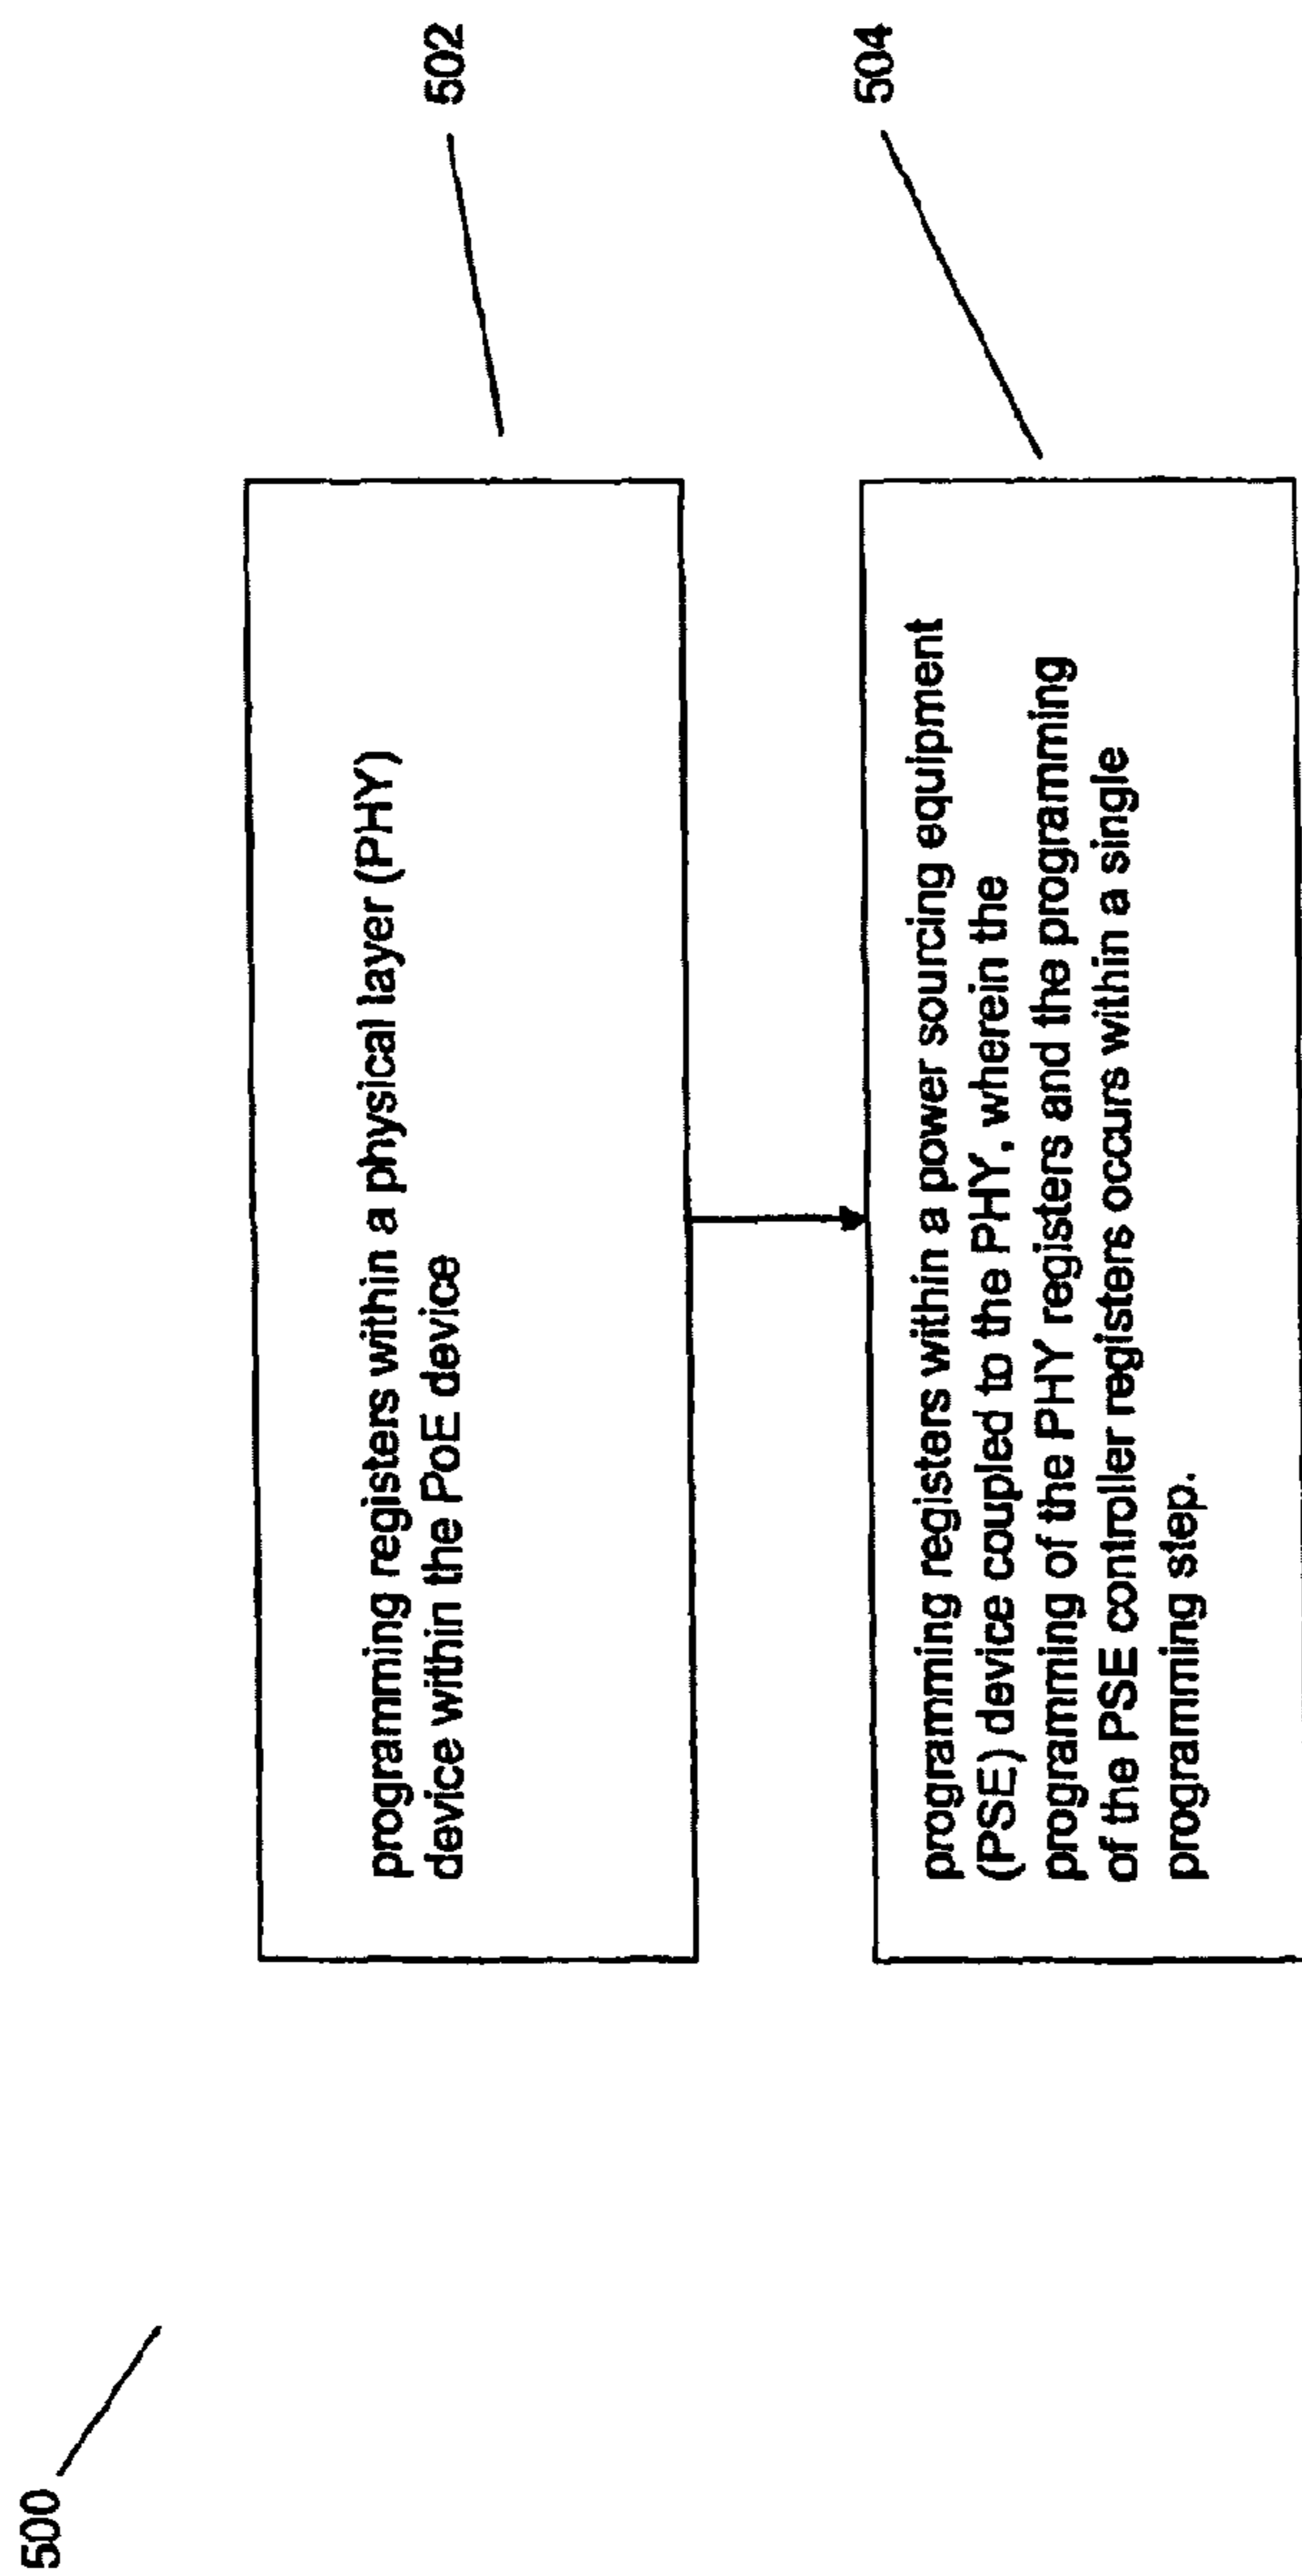 500
502
programming registers within a physical layer (PHY)
device within the PoE device
504
programming registers within a power sourcing equipment
(PSE) device coupled to the PHY, wherein the
programming of the PHY registers and the programming
of the PSE controller registers occurs within a single
programming step.